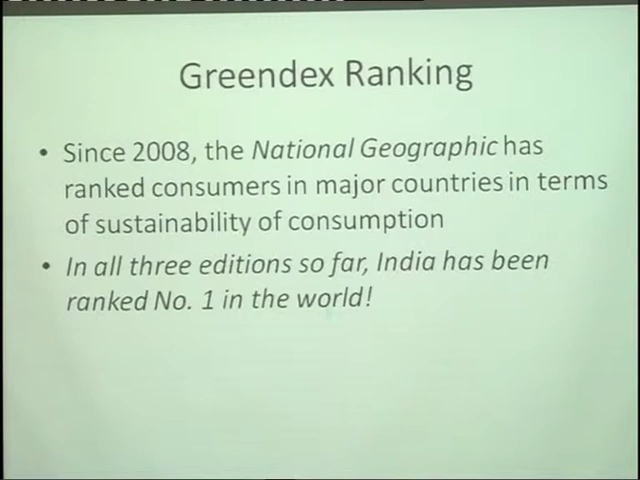 Greendex Ranking
• Since 2008, the National Geographic has
ranked consumers in major countries in terms
of sustainability of consumption
• In all three editions so far, India has been
ranked No. 1 in the world!